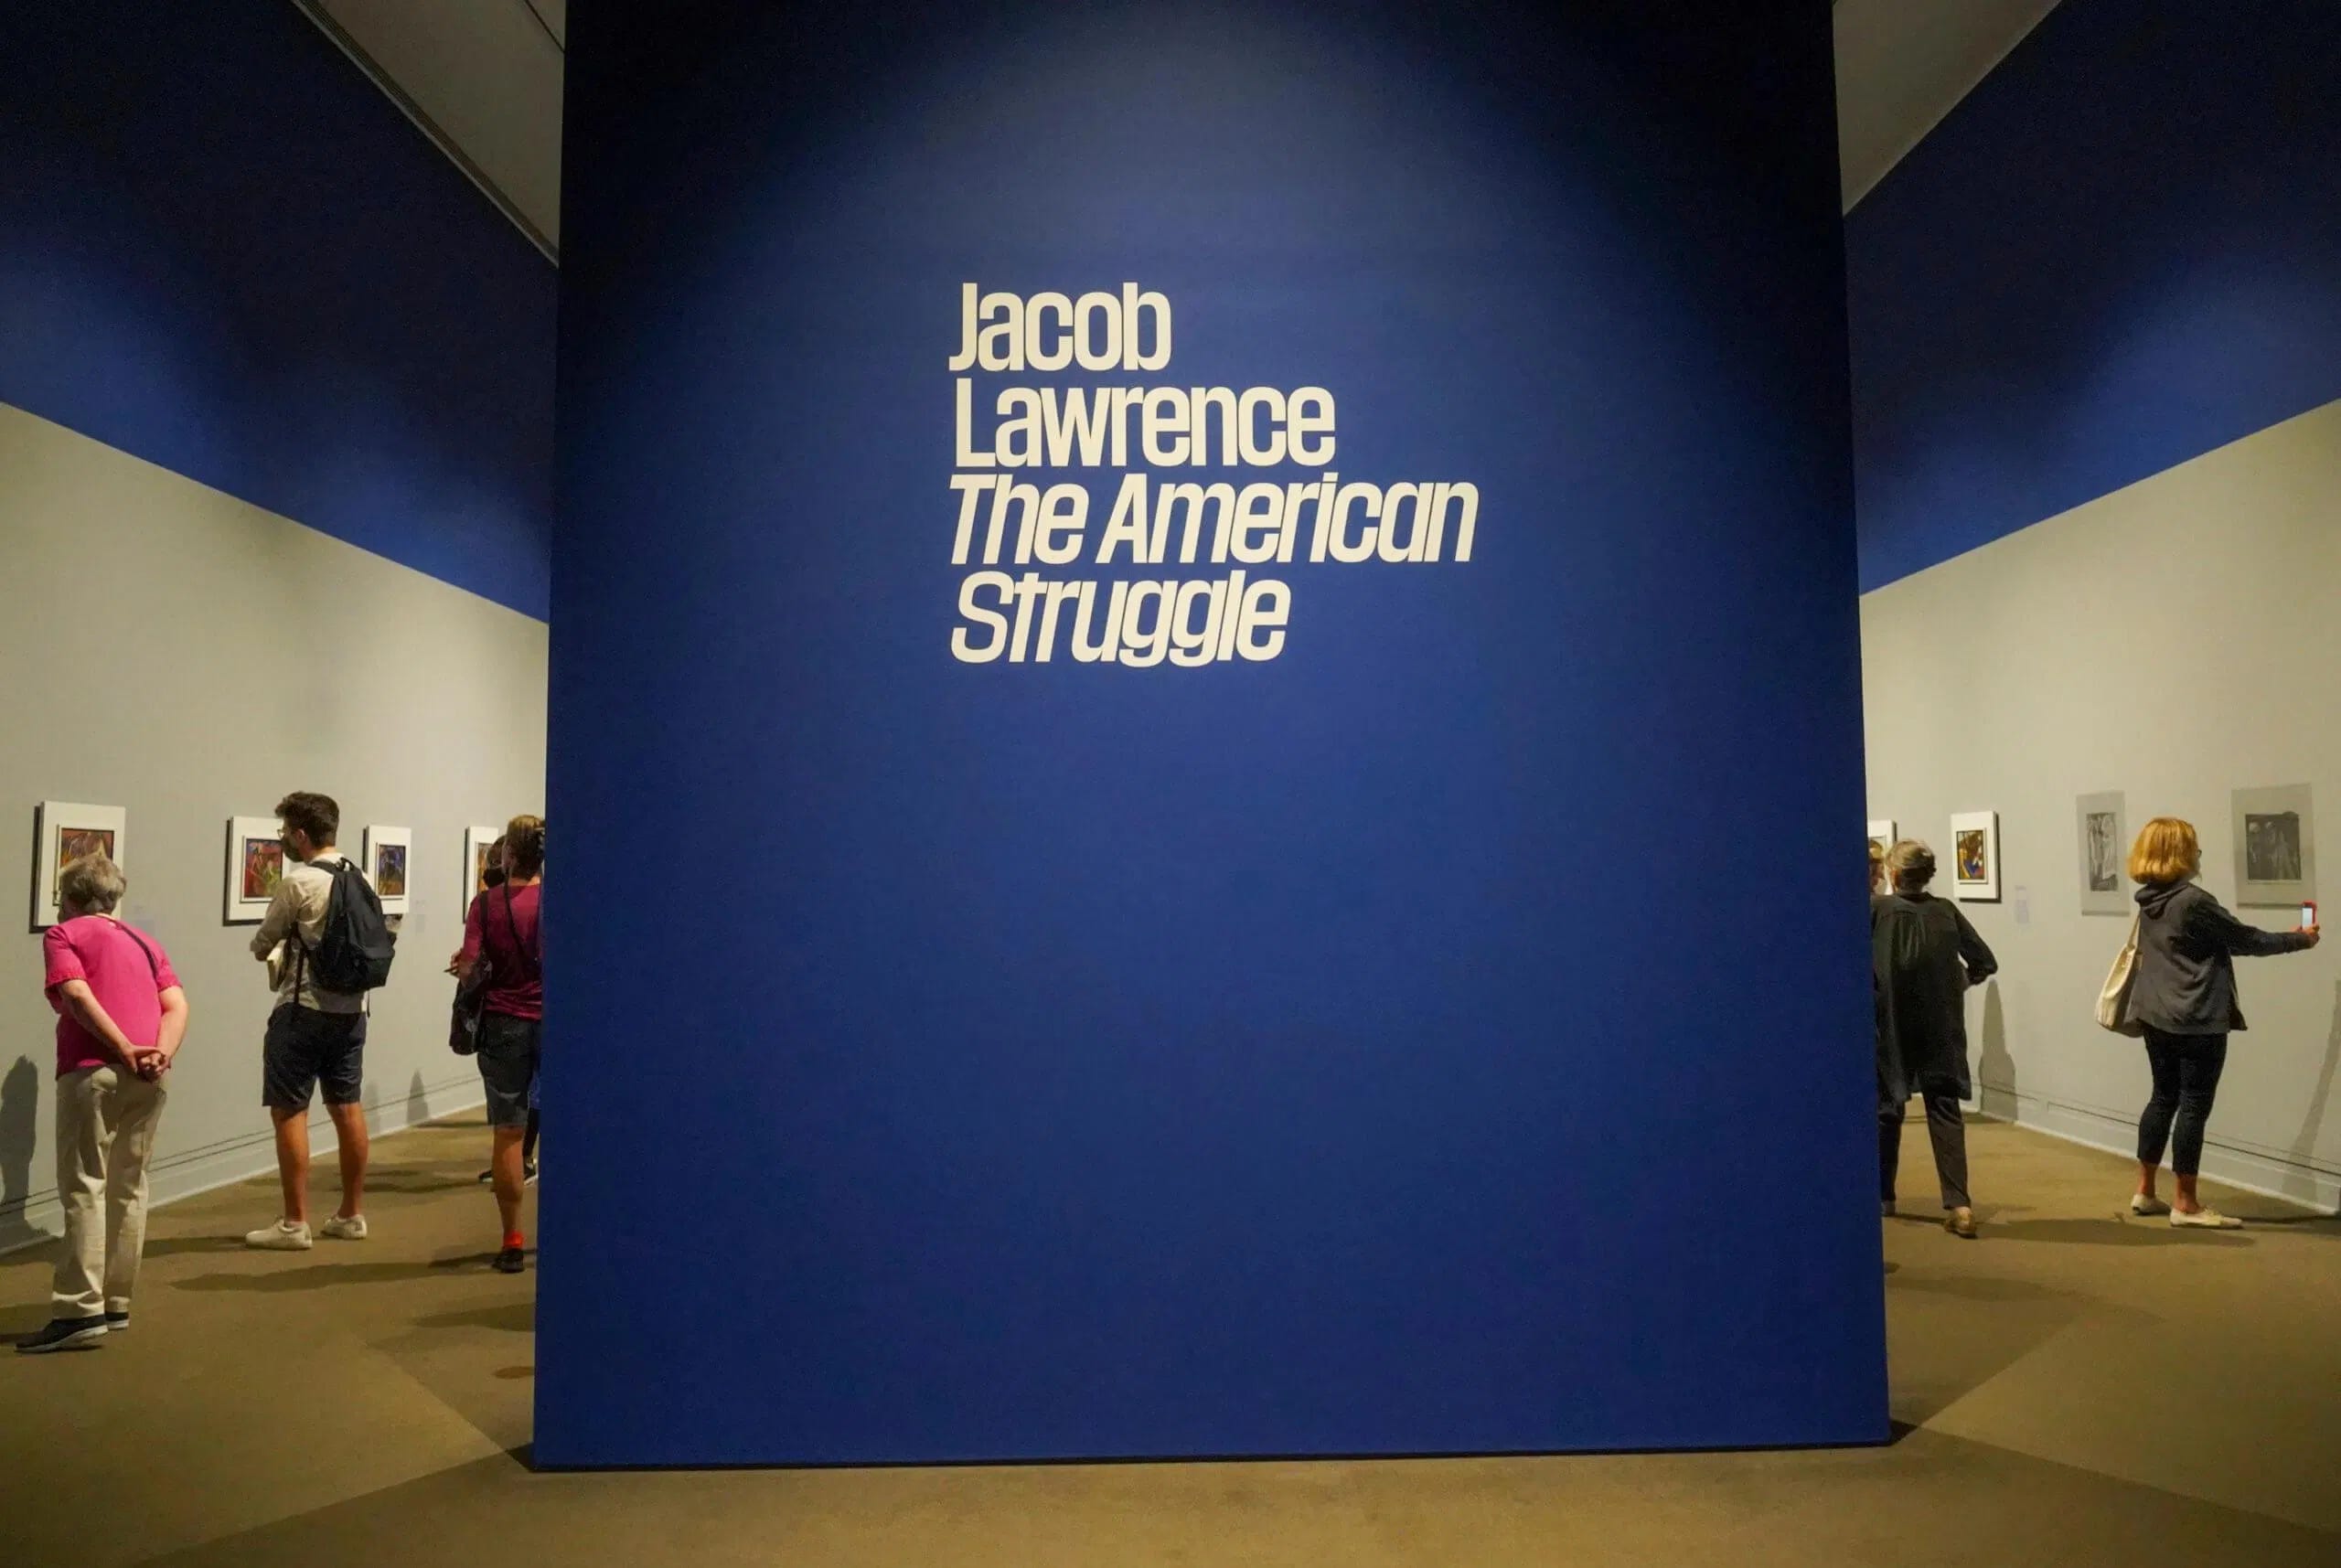 Jacob
Lawrence
The American
Struggle